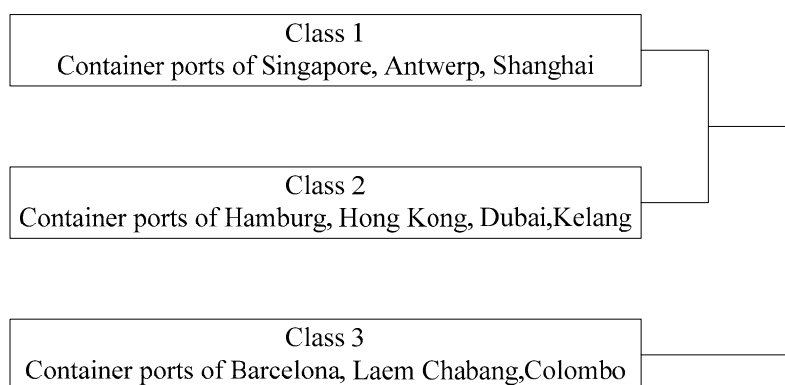 Class 1
Container ports of Singapore, Antwerp, Shanghai
Class 2
Container ports of Hamburg, Hong Kong, Dubai,Kelang
Class 3
Container ports of Barcelona, Laem Chabang,Colombo